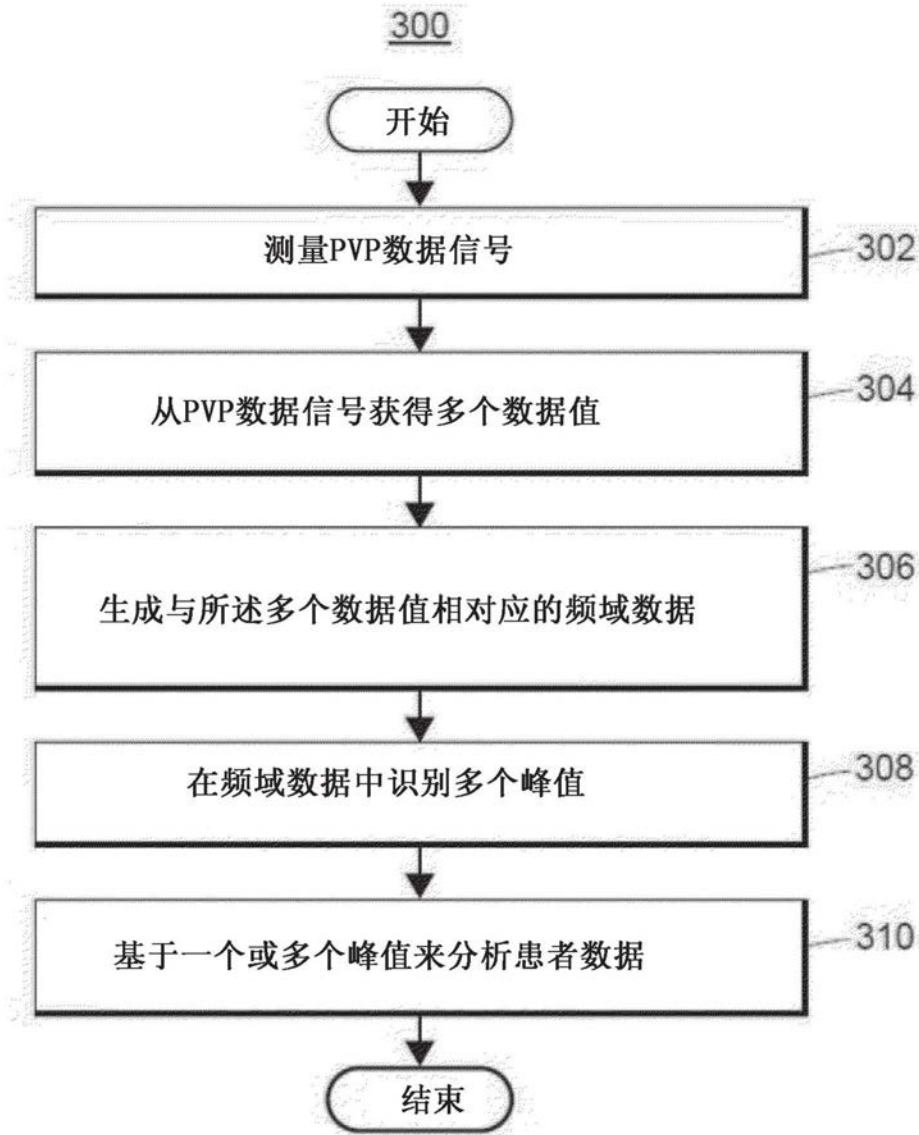 300
开始
测量PVP数据信号
302
从PVP数据信号获得多个数据值
304
生成与所述多个数据值相对应的频域数据
306
在频域数据中识别多个峰值
308
基于一个或多个峰值来分析患者数据
310
结束